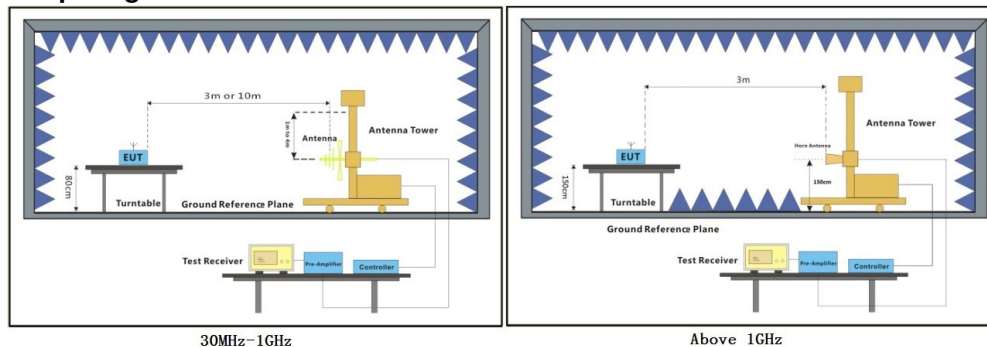 3m or 10m
1m to 4m
Antenna
Antenna Tower
EUT
80cm
Turntable
Ground Reference Plane
Test Receiver
Pre-Amplifier
Controller
30MHz-1GHz
3m
Antenna Tower
Horn Antenna
EUT
150cm
150cm
Turntable
Ground Reference Plane
Test Receiver
Pre-Amplifier
Controller
Above 1GHz